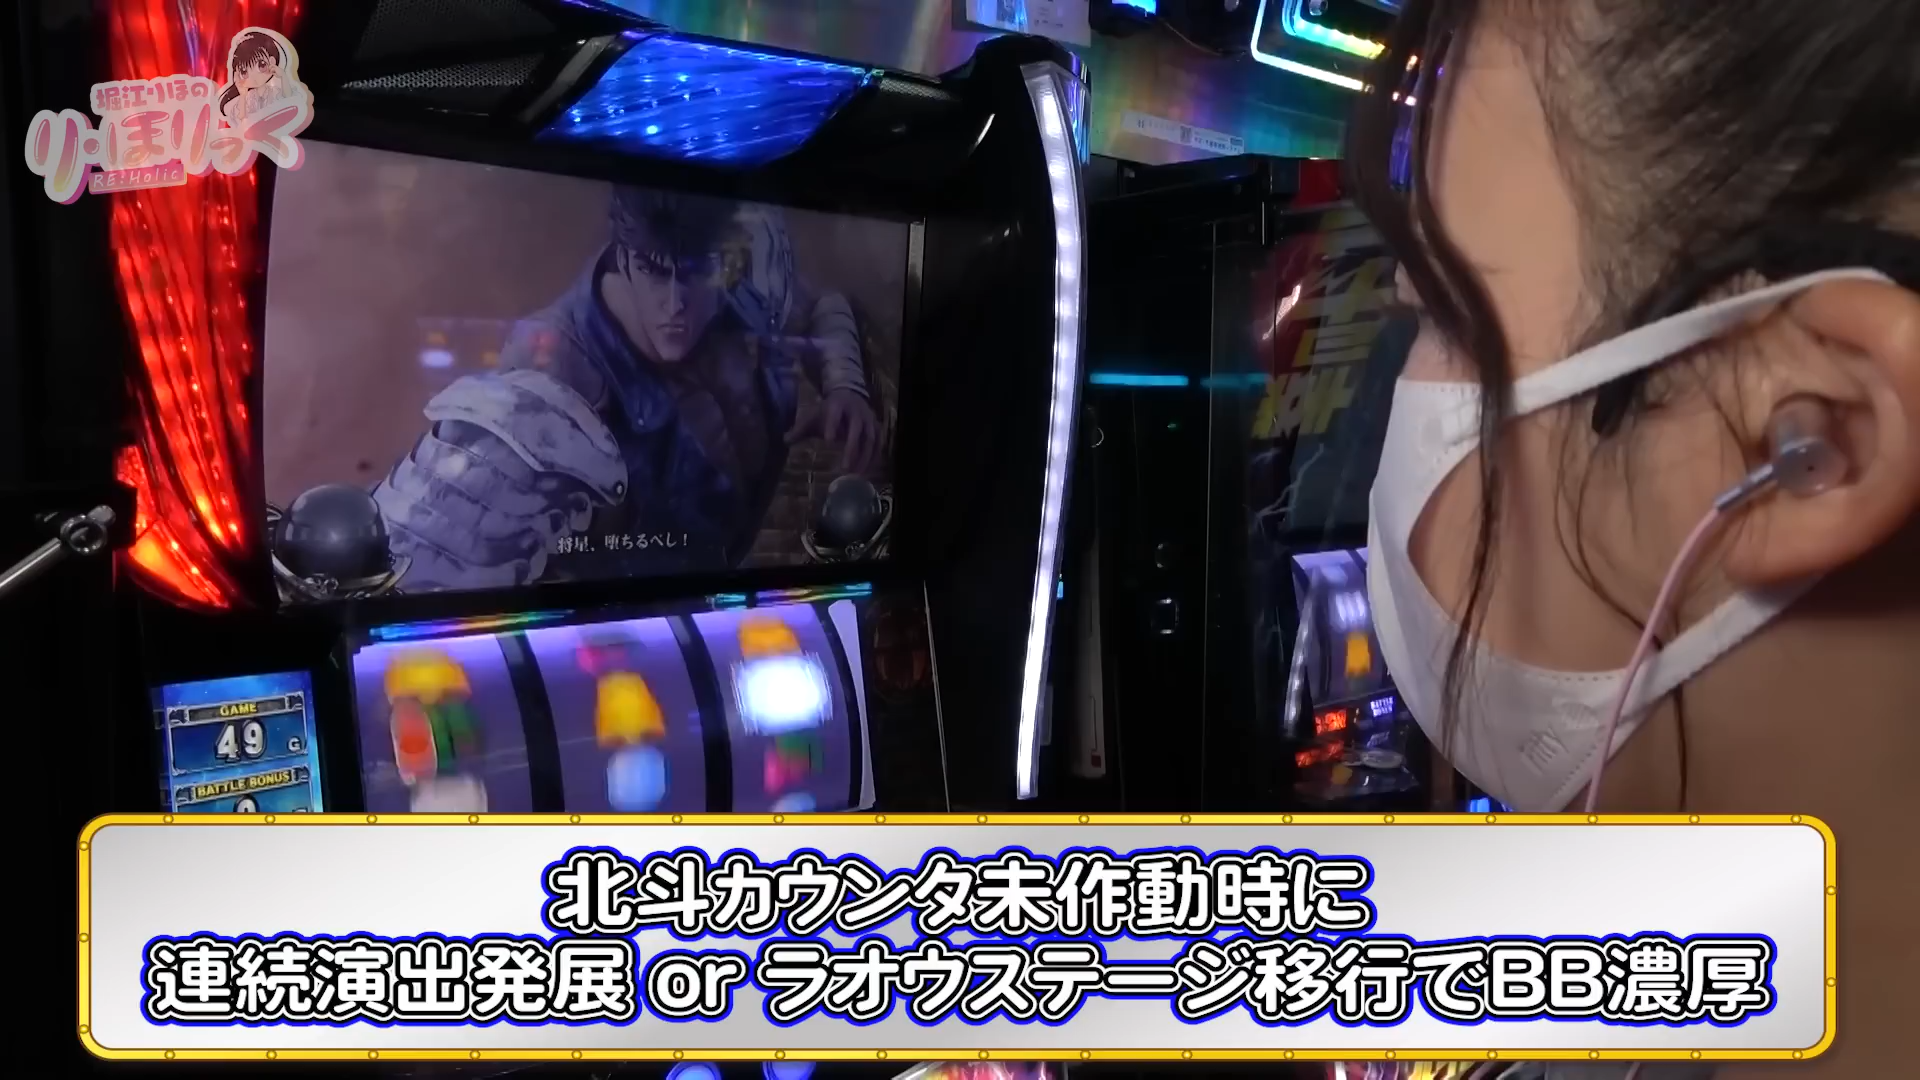 堀江りほの
り・ほりっく
RE:Holic
将星、堕ちるべし！
GAME
49 G
BATTLE BONUS
北斗カウンタ未作動時に
連続演出発展 or ラオウステージ移行でBB濃厚